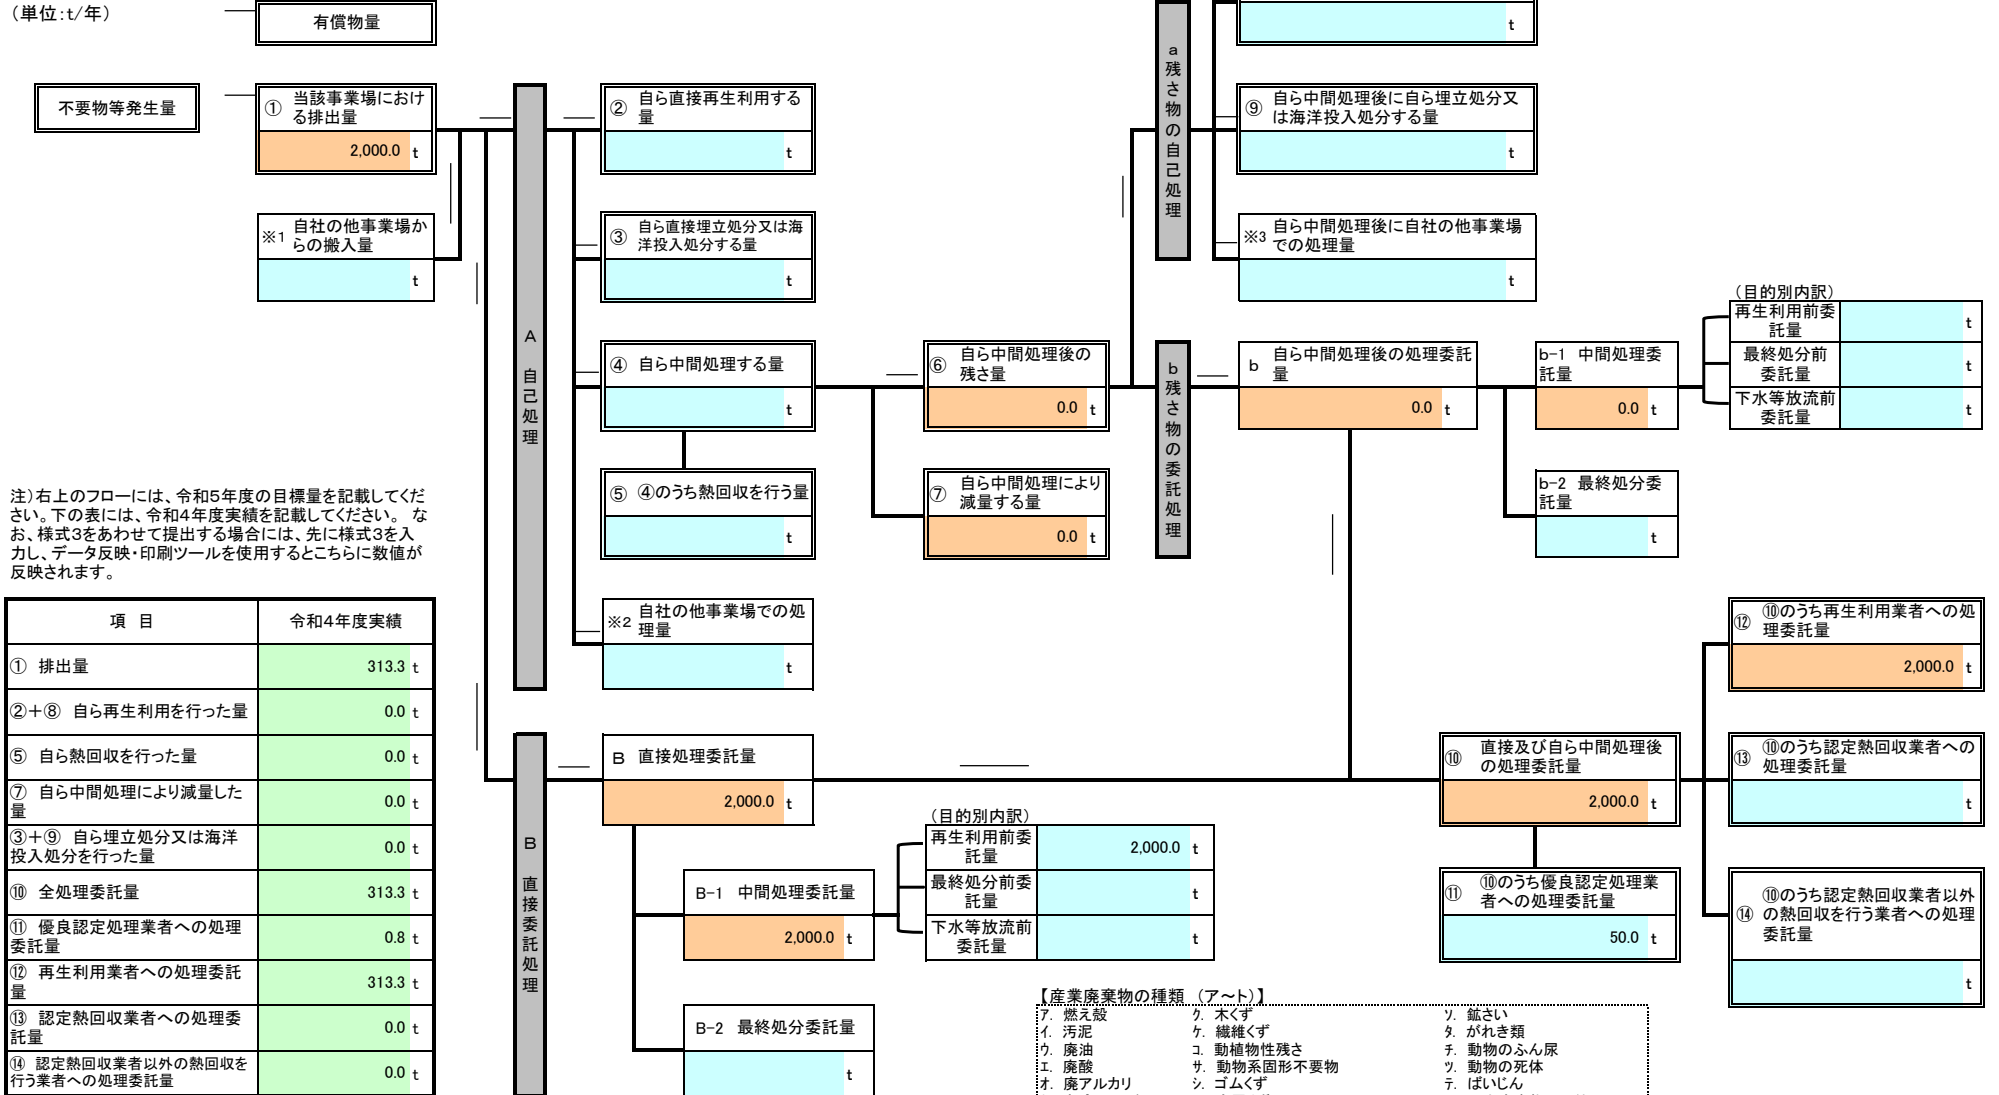 （単位：t/年）
有償物量
t
不要物等発生量
① 当該事業場におけ
る排出量
2,000.0 t
※1 自社の他事業場か
らの搬入量
t
A 自己処理
② 自ら直接再生利用する
量
t
③ 自ら直接埋立処分又は海
洋投入処分する量
t
④ 自ら中間処理する量
t
⑤ ④のうち熱回収を行う量
t
※2 自社の他事業場での処
理量
t
⑥ 自ら中間処理後の
残さ量
0.0 t
⑦ 自ら中間処理により
減量する量
0.0 t
a 残さ物の自己処理
⑨ 自ら中間処理後に自ら埋立処分又
は海洋投入処分する量
t
※3 自ら中間処理後に自社の他事業場
での処理量
t
b 残さ物の委託処理
b 自ら中間処理後の処理委託
量
0.0 t
b-1 中間処理委
託量
0.0 t
b-2 最終処分委
託量
t
（目的別内訳）
再生利用前委
託量
t
最終処分前
委託量
t
下水等放流前
委託量
t
注）右上のフローには、令和５年度の目標量を記載してくだ
さい。下の表には、令和４年度実績を記載してください。 な
お、様式３をあわせて提出する場合には、先に様式３を入
力し、データ反映・印刷ツールを使用するとこちらに数値が
反映されます。
項 目 令和４年度実績
① 排出量 313.3 t
②＋⑧ 自ら再生利用を行った量 0.0 t
⑤ 自ら熱回収を行った量 0.0 t
⑦ 自ら中間処理により減量した
量 0.0 t
③＋⑨ 自ら埋立処分又は海洋
投入処分を行った量 0.0 t
⑩ 全処理委託量 313.3 t
⑪ 優良認定処理業者への処理
委託量 0.8 t
⑫ 再生利用業者への処理委託
量 313.3 t
⑬ 認定熱回収業者への処理委
託量 0.0 t
⑭ 認定熱回収業者以外の熱回収を
行う業者への処理委託量 0.0 t
B 直接委託処理
B 直接処理委託量
2,000.0 t
B-1 中間処理委託量
2,000.0 t
B-2 最終処分委託量
t
（目的別内訳）
再生利用前委
託量
2,000.0 t
最終処分前委
託量
t
下水等放流前
委託量
t
⑩ 直接及び自ら中間処理後
の処理委託量
2,000.0 t
⑪ ⑩のうち優良認定処理業
者への処理委託量
50.0 t
⑫ ⑩のうち再生利用業者への処
理委託量
2,000.0 t
⑬ ⑩のうち認定熱回収業者への
処理委託量
t
⑭ ⑩のうち認定熱回収業者以外
の熱回収を行う業者への処理
委託量
t
【産業廃棄物の種類 （ア～ト）】
ｱ. 燃え殻 ｸ. 木くず ｿ. 鉱さい
ｲ. 汚泥 ｹ. 繊維くず ﾀ. がれき類
ｳ. 廃油 ｺ. 動植物性残さ ﾁ. 動物のふん尿
ｴ. 廃酸 ｻ. 動物系固形不要物 ﾂ. 動物の死体
ｵ. 廃アルカリ ｼ. ゴムくず ﾃ. ばいじん